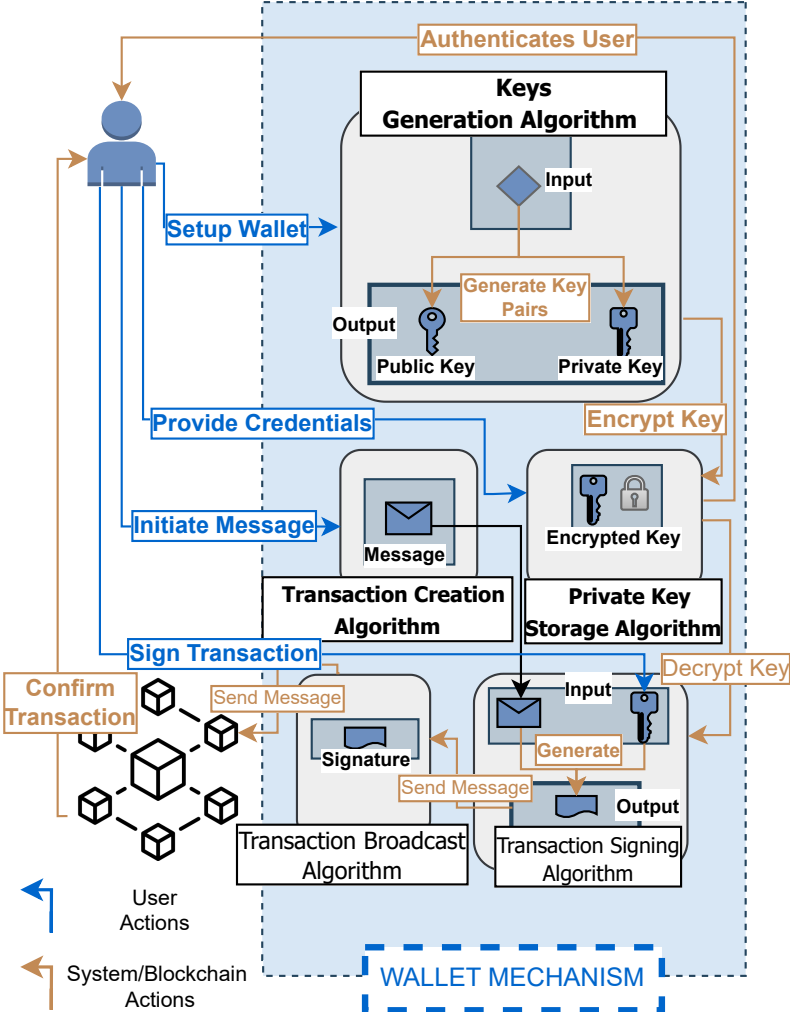 Authenticates User
Keys
Generation Algorithm
Input
Setup Wallet
Generate Key
Pairs
Output
Public Key
Private Key
Provide Credentials
Encrypt Key
Initiate Message
Message
Encrypted Key
Transaction Creation
Algorithm
Private Key
Storage Algorithm
Sign Transaction
Decrypt Key
Confirm
Transaction
Send Message
Input
Generate
Signature
Send Message
Output
Transaction Broadcast
Algorithm
Transaction Signing
Algorithm
User
Actions
System/Blockchain
Actions
WALLET MECHANISM